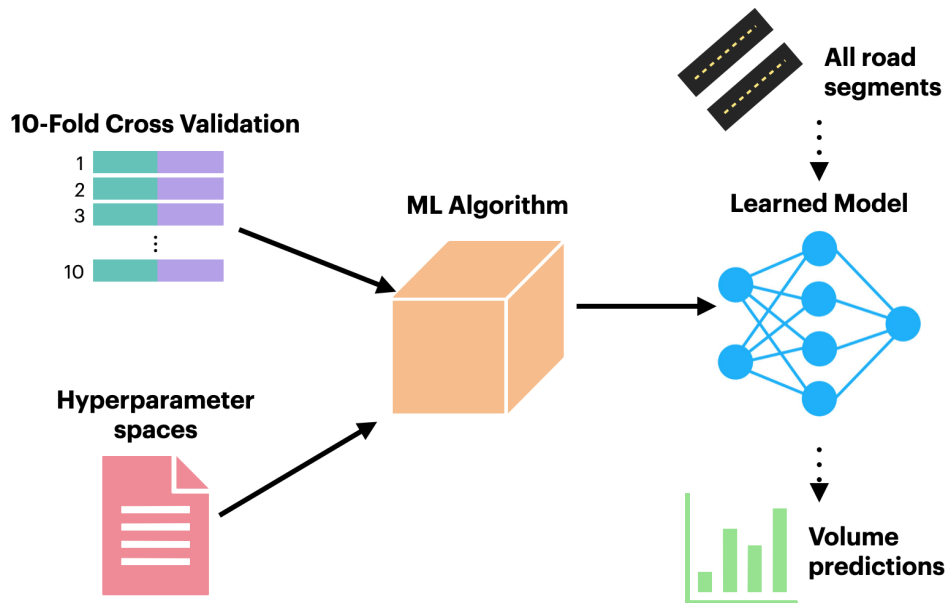 All road
segments
10-Fold Cross Validation
1
2
3
10
ML Algorithm
Learned Model
Hyperparameter
spaces
Volume
predictions